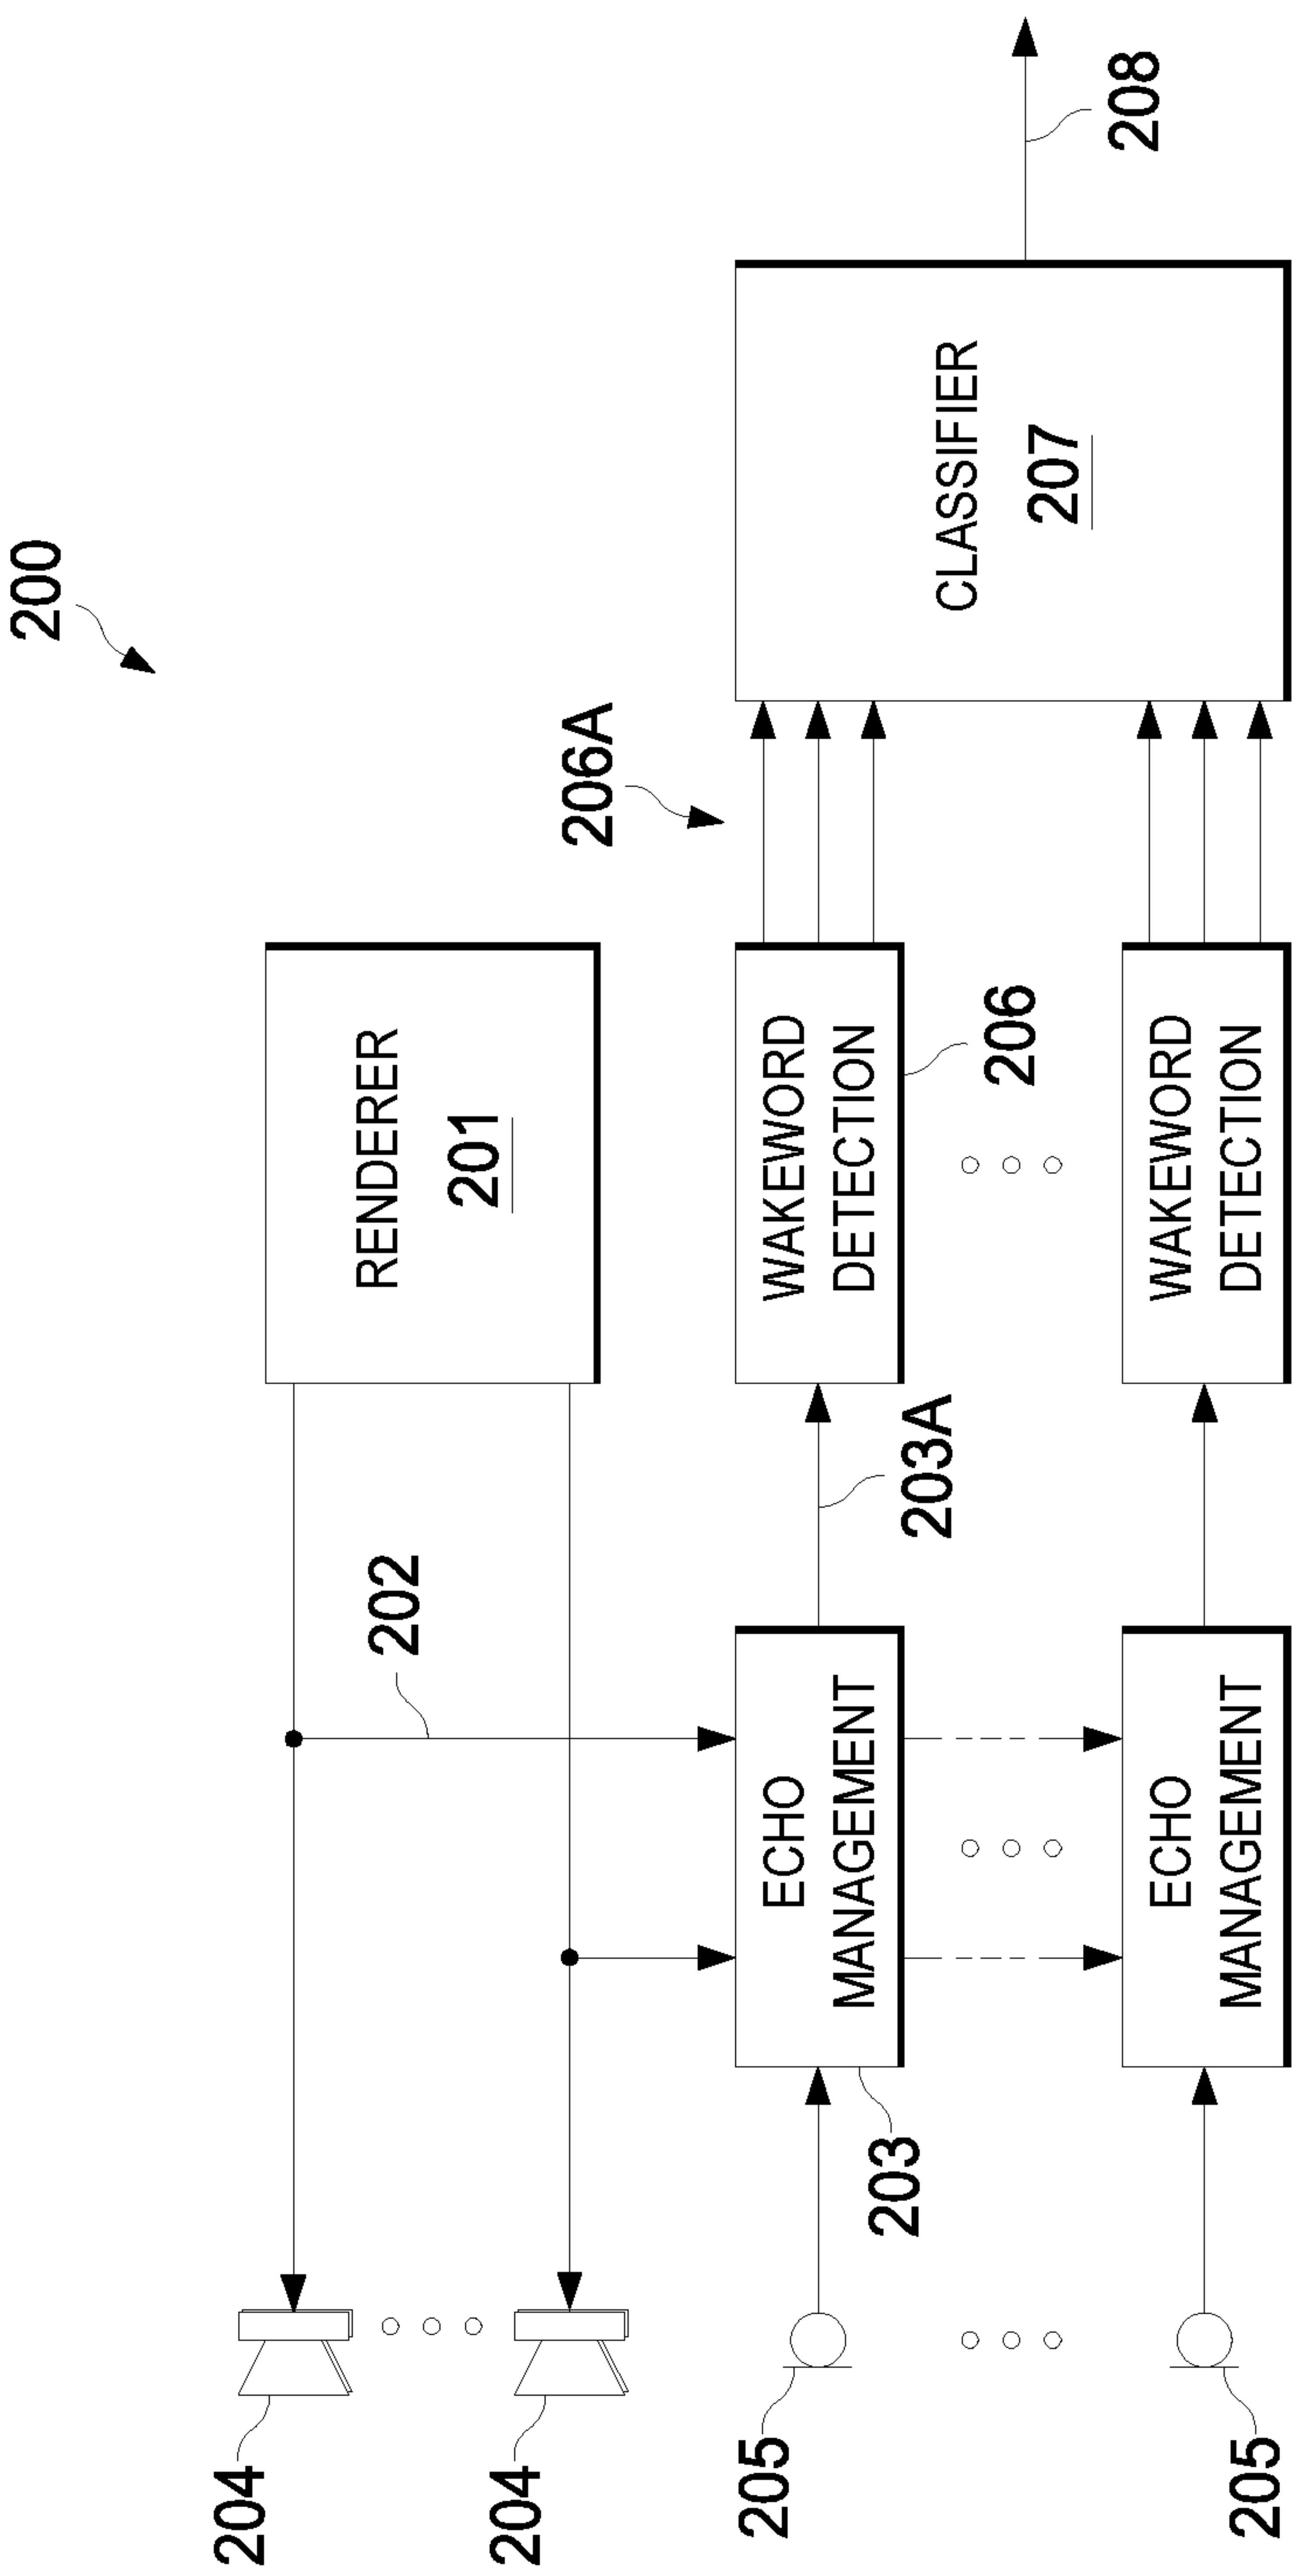 200
204
204
RENDERER
201
202
205
205
ECHO
MANAGEMENT
203
203A
WAKEWORD
DETECTION
206
206A
CLASSIFIER
207
208
ECHO
MANAGEMENT
WAKEWORD
DETECTION